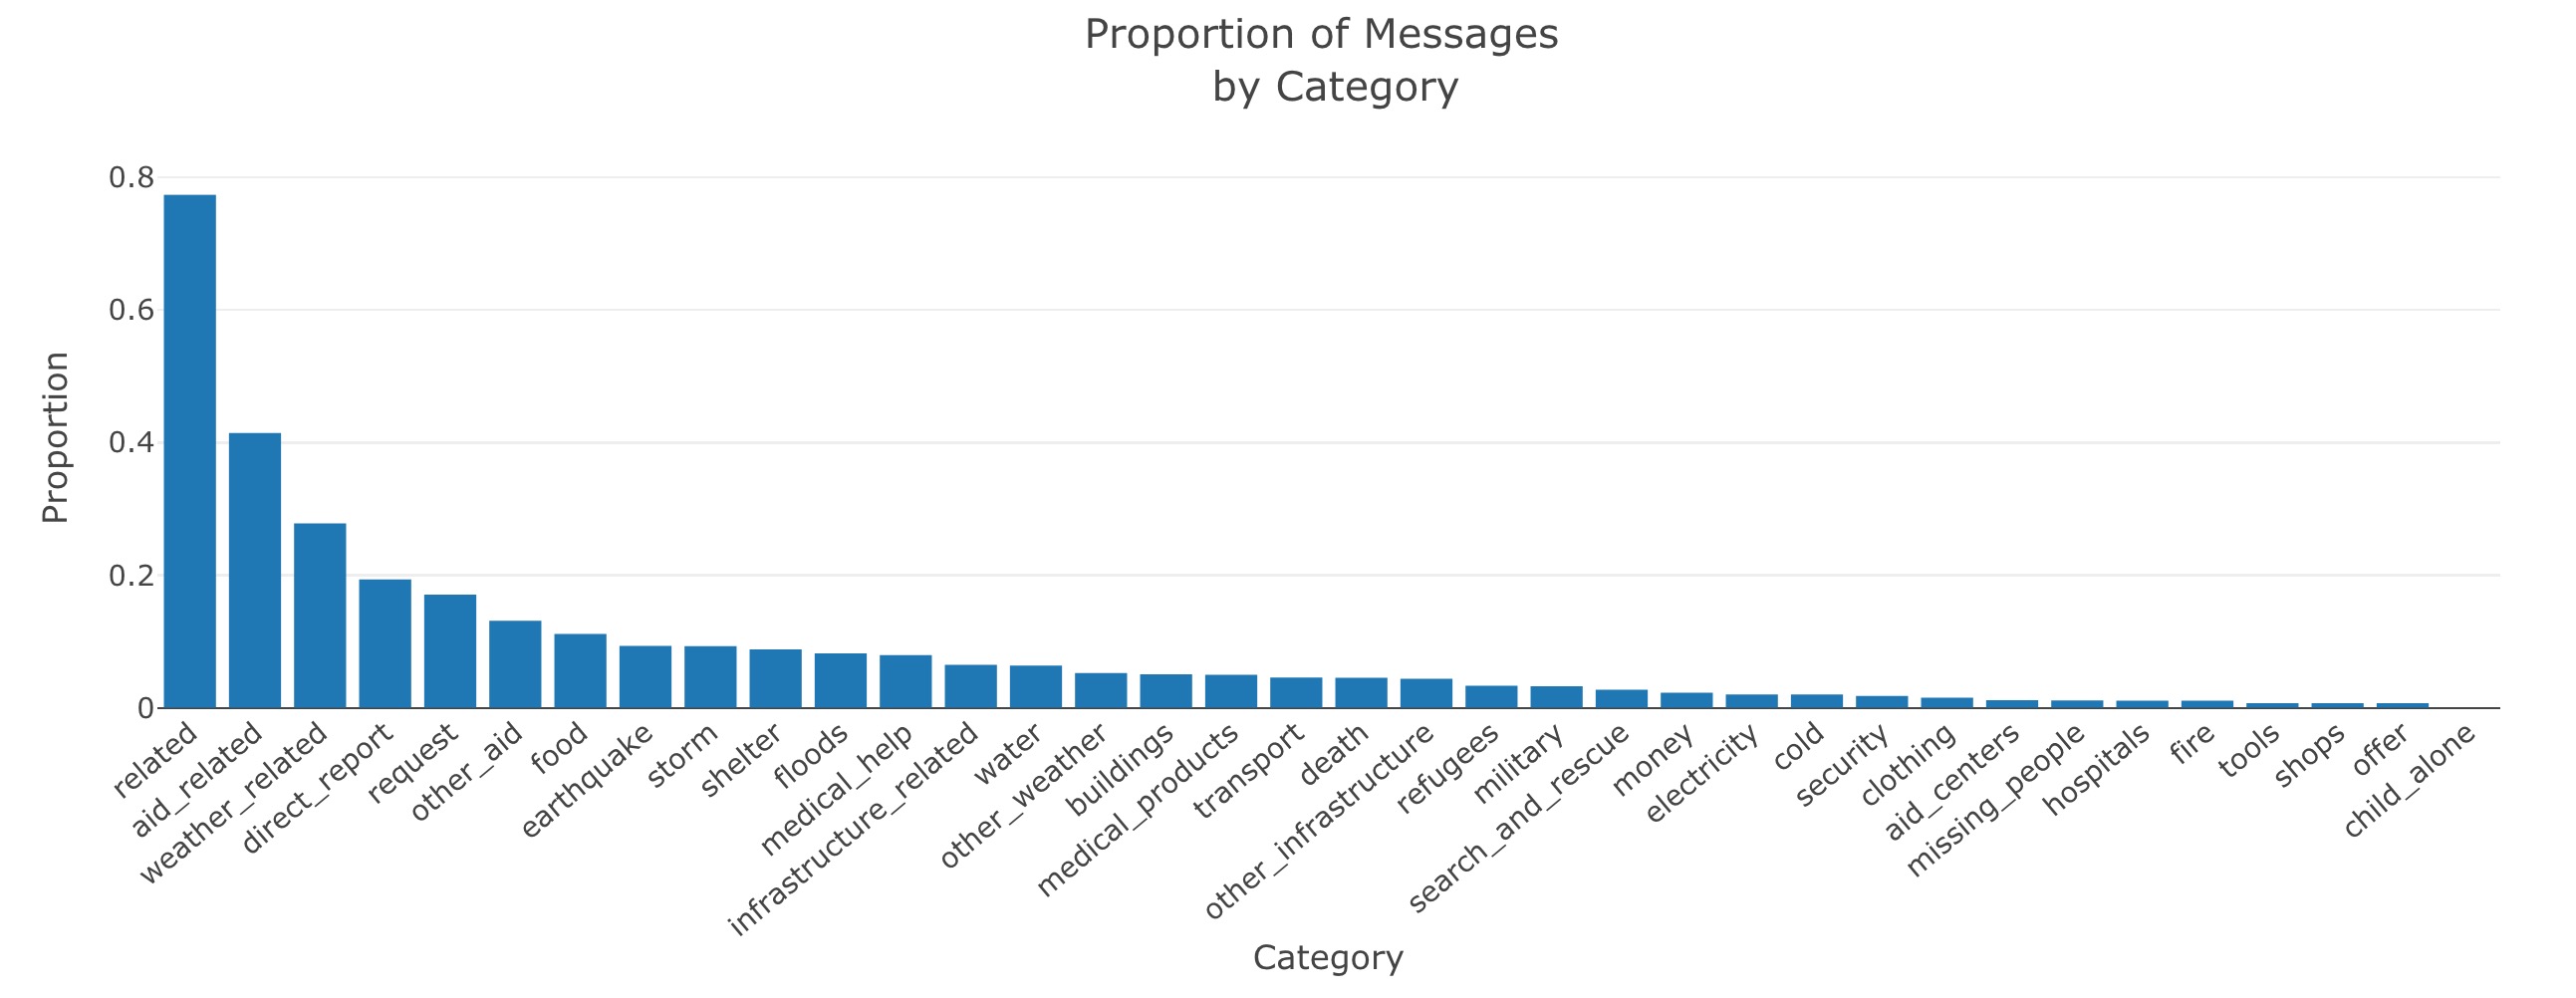 Proportion of Messages
by Category
Proportion
0.8
0.6
0.4
0.2
0
related
aid_related
weather_related
direct_report
request
other_aid
food
earthquake
storm
shelter
floods
medical_help
infrastructure_related
water
other_weather
buildings
medical_products
transport
death
other_infrastructure
refugees
military
search_and_rescue
money
electricity
cold
security
clothing
aid_centers
missing_people
hospitals
fire
tools
shops
offer
child_alone
Category